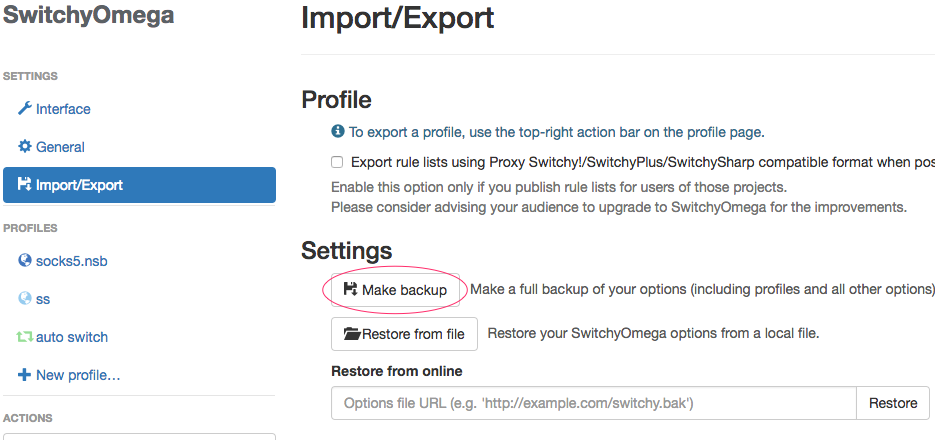 SwitchyOmega
SETTINGS
Interface
General
Import/Export
PROFILES
socks5.nsb
ss
auto switch
New profile...
ACTIONS
Import/Export
Profile
To export a profile, use the top-right action bar on the profile page.
Export rule lists using Proxy Switchy!/SwitchyPlus/SwitchySharp compatible format when pos
Enable this option only if you publish rule lists for users of those projects.
Please consider advising your audience to upgrade to SwitchyOmega for the improvements.
Settings
Make backup Make a full backup of your options (including profiles and all other options)
Restore from file Restore your SwitchyOmega options from a local file.
Restore from online
Options file URL (e.g. 'http://example.com/switchy.bak') Restore